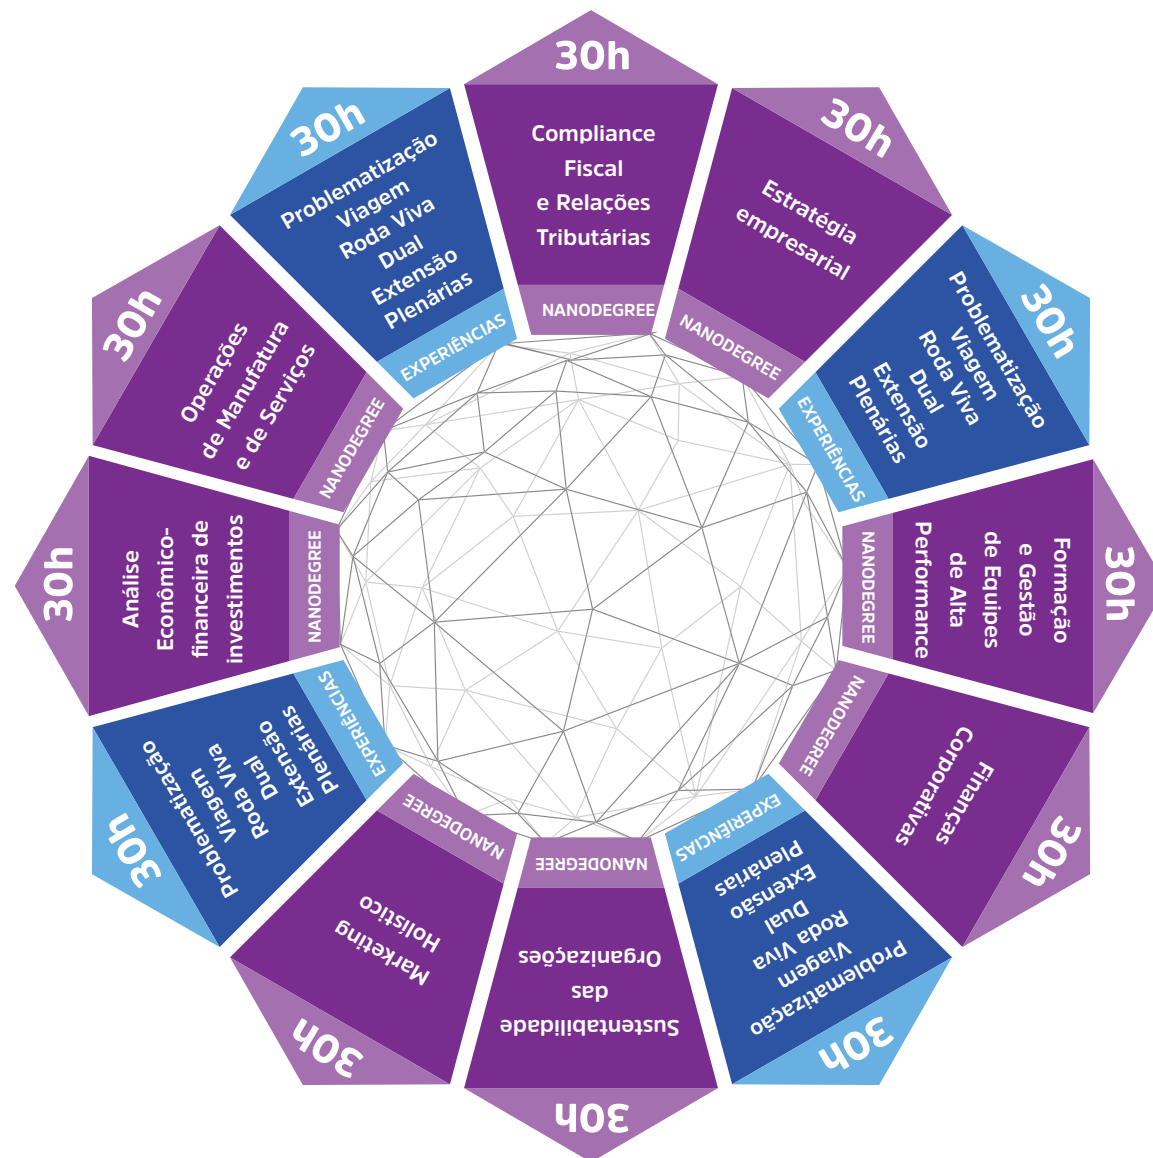 30h
Compliance
Fiscal
e Relações
Tributárias
NANODEGREE
30h
Estratégia
empresarial
NANODEGREE
30h
Problematização
Viagem
Roda Viva
Dual
Extensão
Plenárias
EXPERIÊNCIAS
30h
Formação
e Gestão
de Equipes
de Alta
Performance
NANODEGREE
30h
Finanças
Corporativas
NANODEGREE
30h
Problematização
Viagem
Roda Viva
Dual
Extensão
Plenárias
EXPERIÊNCIAS
30h
Sustentabilidade
das
Organizações
NANODEGREE
30h
Marketing
Holístico
NANODEGREE
30h
Problematização
Viagem
Roda Viva
Dual
Extensão
Plenárias
EXPERIÊNCIAS
30h
Análise
Econômico-
financeira de
investimentos
NANODEGREE
30h
Operações
de Manufatura
e de Serviços
NANODEGREE
30h
Problematização
Viagem
Roda Viva
Dual
Extensão
Plenárias
EXPERIÊNCIAS